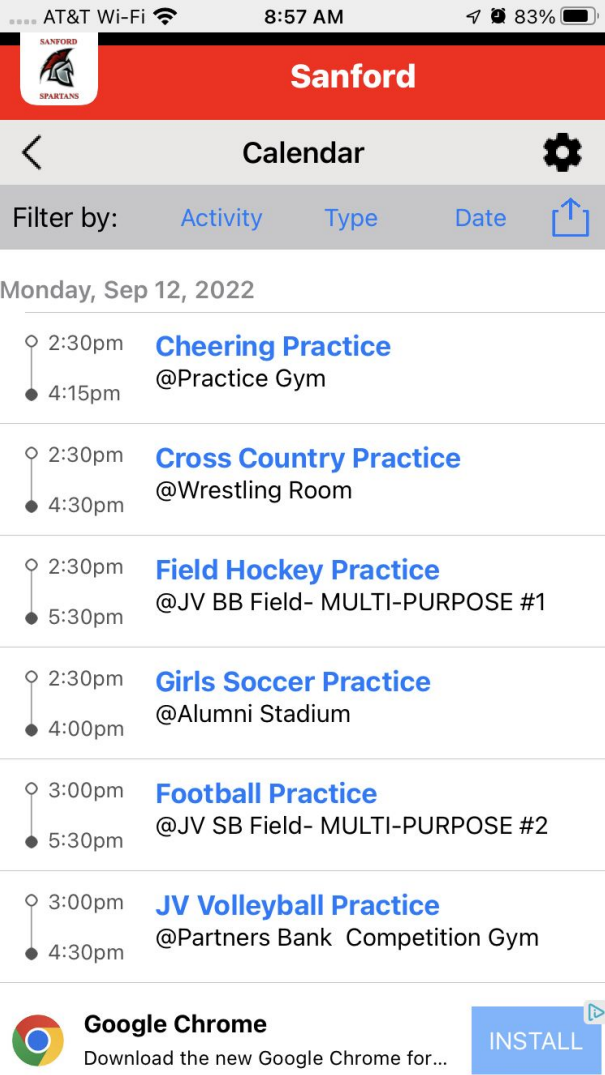 AT&T Wi-Fi 8:57 AM 83%
SANFORD
SPARTANS
Sanford
Calendar
Filter by: Activity Type Date
Monday, Sep 12, 2022
2:30pm Cheering Practice
@Practice Gym
4:15pm
2:30pm Cross Country Practice
@Wrestling Room
4:30pm
2:30pm Field Hockey Practice
@JV BB Field- MULTI-PURPOSE #1
5:30pm
2:30pm Girls Soccer Practice
@Alumni Stadium
4:00pm
3:00pm Football Practice
@JV SB Field- MULTI-PURPOSE #2
5:30pm
3:00pm JV Volleyball Practice
@Partners Bank  Competition Gym
4:30pm
Google Chrome
Download the new Google Chrome for...
INSTALL